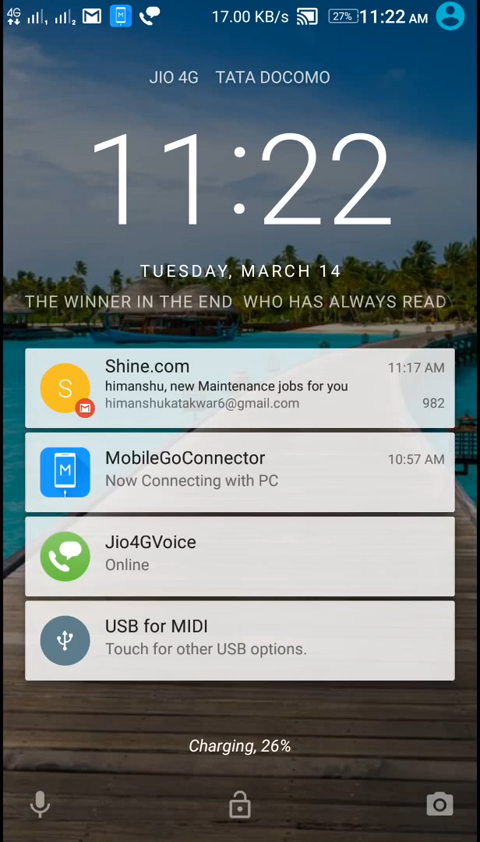 4G 1 2 17.00 KB/s 27% 11:22 AM
JIO 4G TATA DOCOMO
11:22
TUESDAY, MARCH 14
THE WINNER IN THE END WHO HAS ALWAYS READ
Shine.com 11:17 AM
S
himanshu, new Maintenance jobs for you
himanshukatakwar6@gmail.com 982
MobileGoConnector 10:57 AM
M
Now Connecting with PC
Jio4GVoice
Online
USB for MIDI
Touch for other USB options.
Charging, 26%